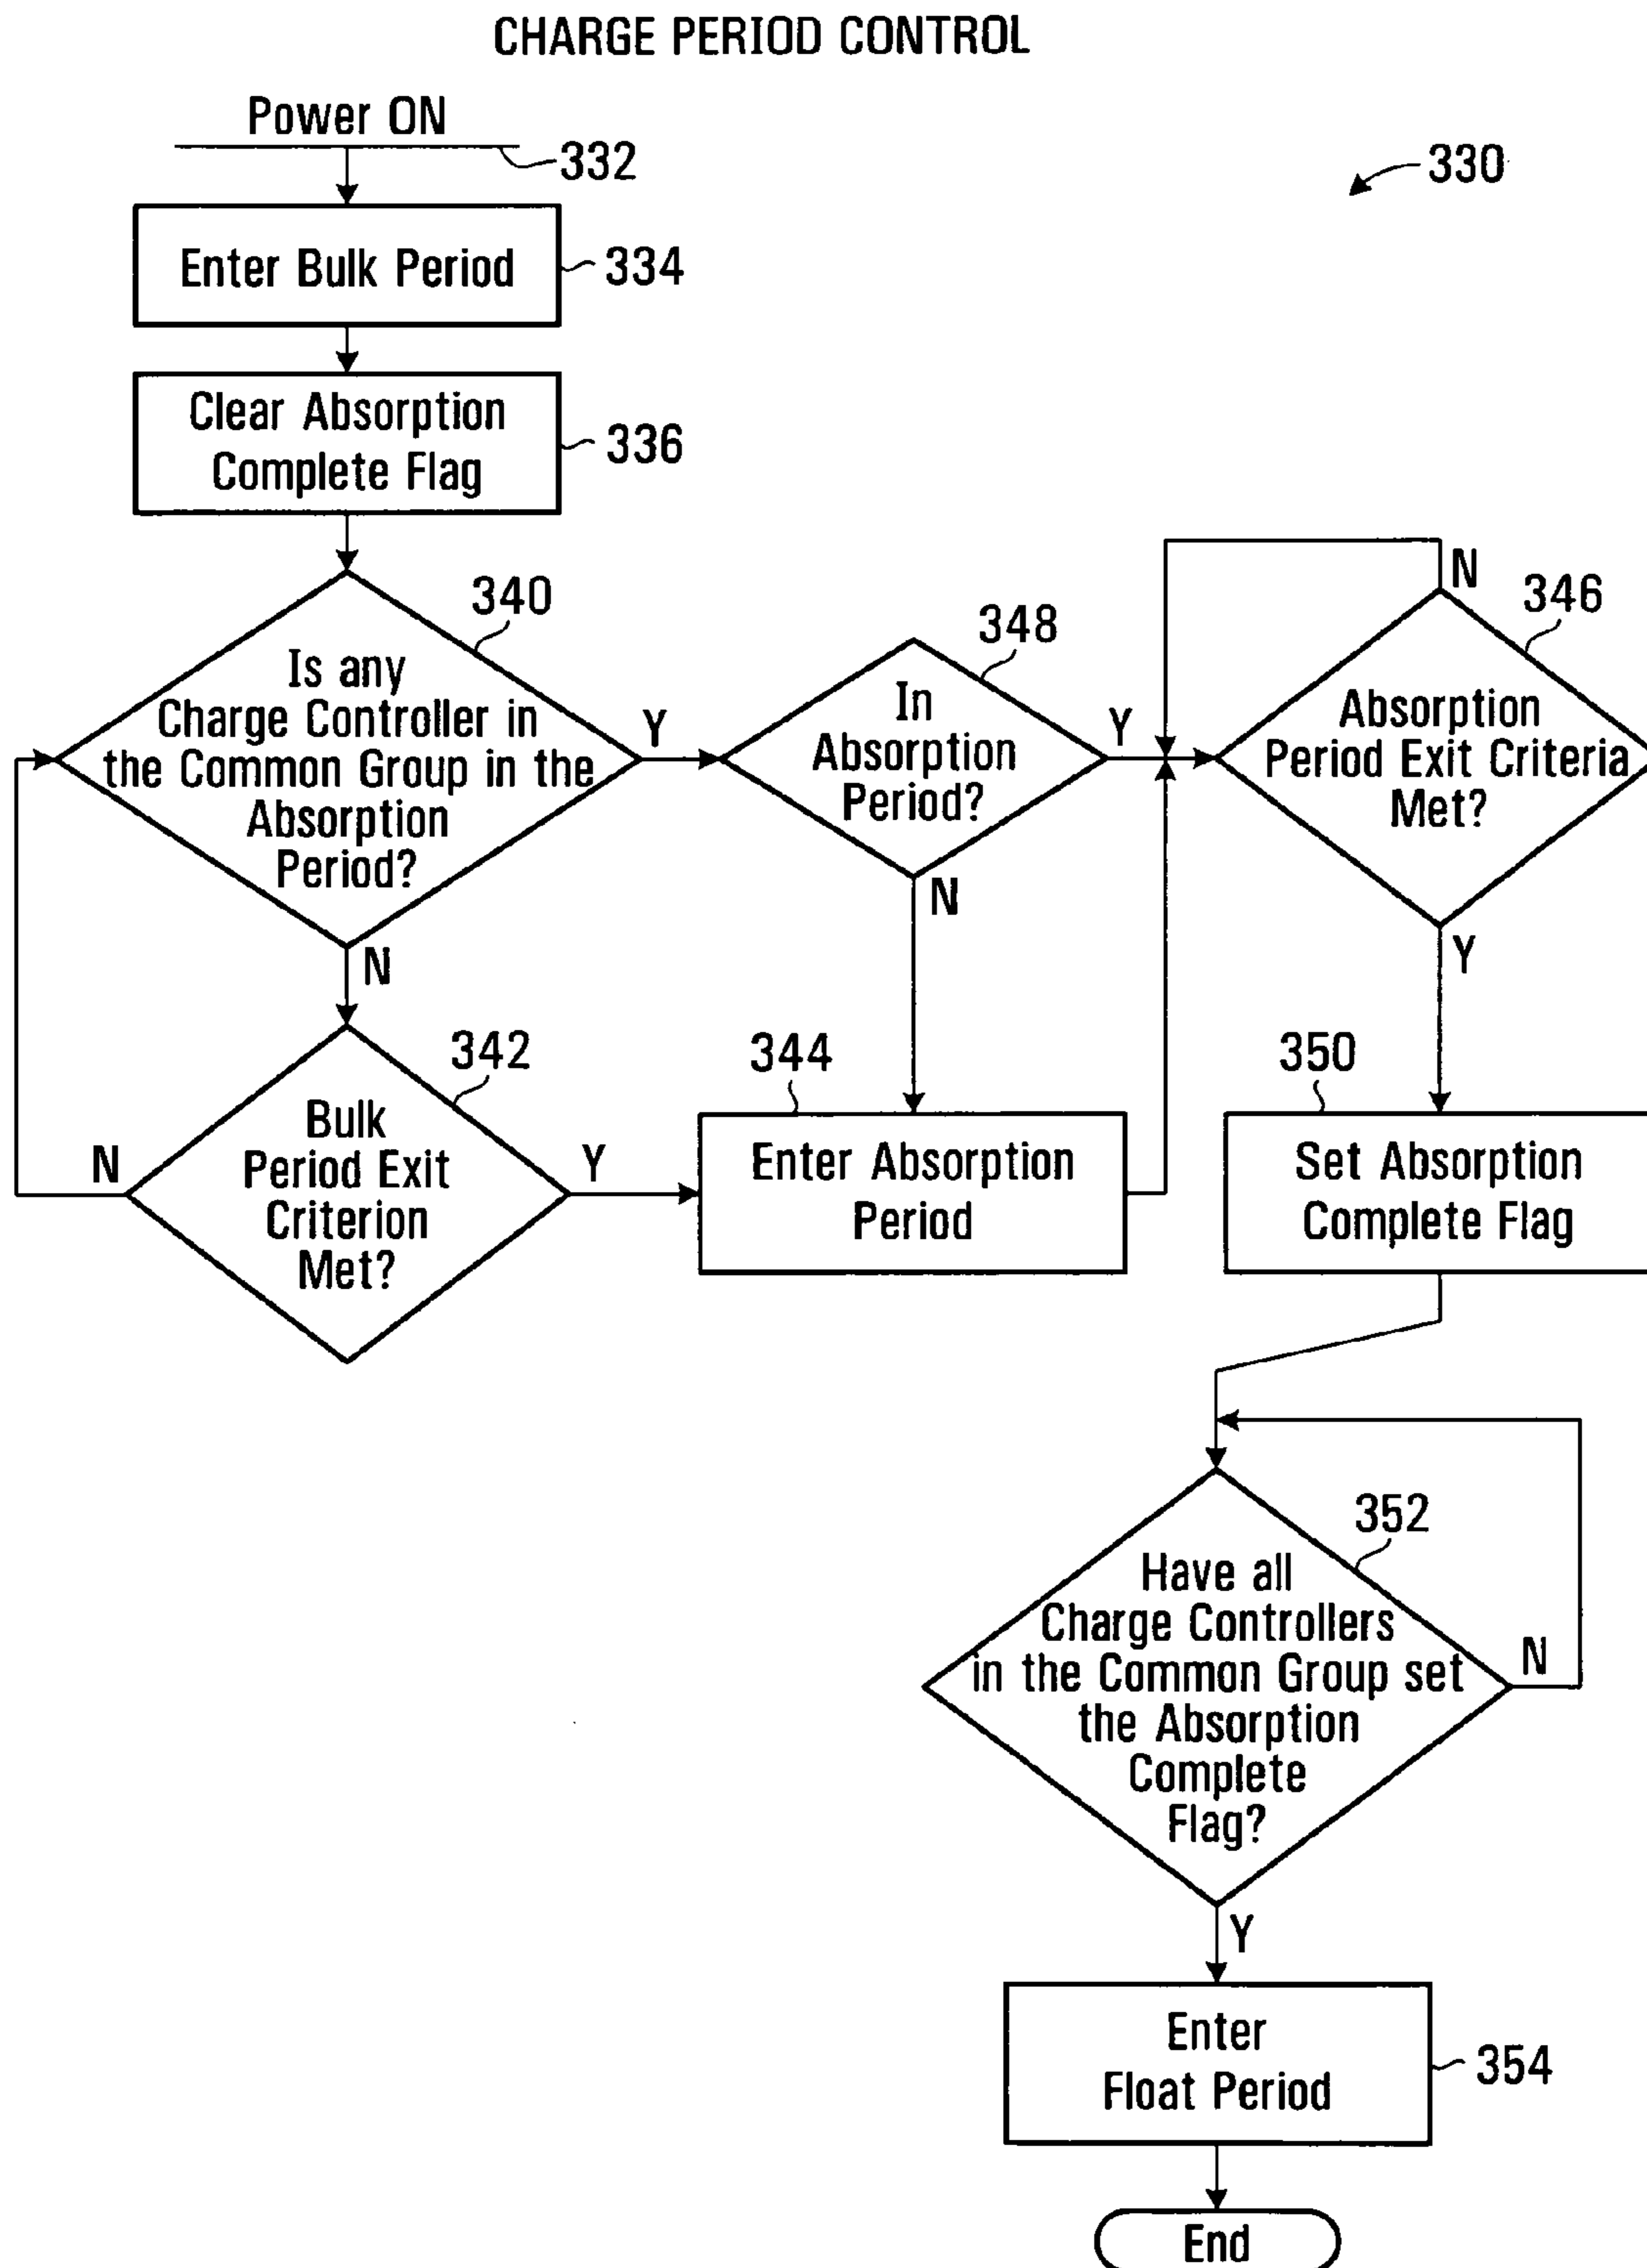 CHARGE PERIOD CONTROL
Power ON
332
330
Enter Bulk Period
334
Clear Absorption
Complete Flag
336
340
Is any
Charge Controller in
the Common Group in the
Absorption
Period?
Y
N
348
In
Absorption
Period?
Y
N
346
N
Absorption
Period Exit Criteria
Met?
Y
342
Bulk
Period Exit
Criterion
Met?
N
Y
344
Enter Absorption
Period
350
Set Absorption
Complete Flag
352
Have all
Charge Controllers
in the Common Group set
the Absorption
Complete
Flag?
N
Y
Enter
Float Period
354
End